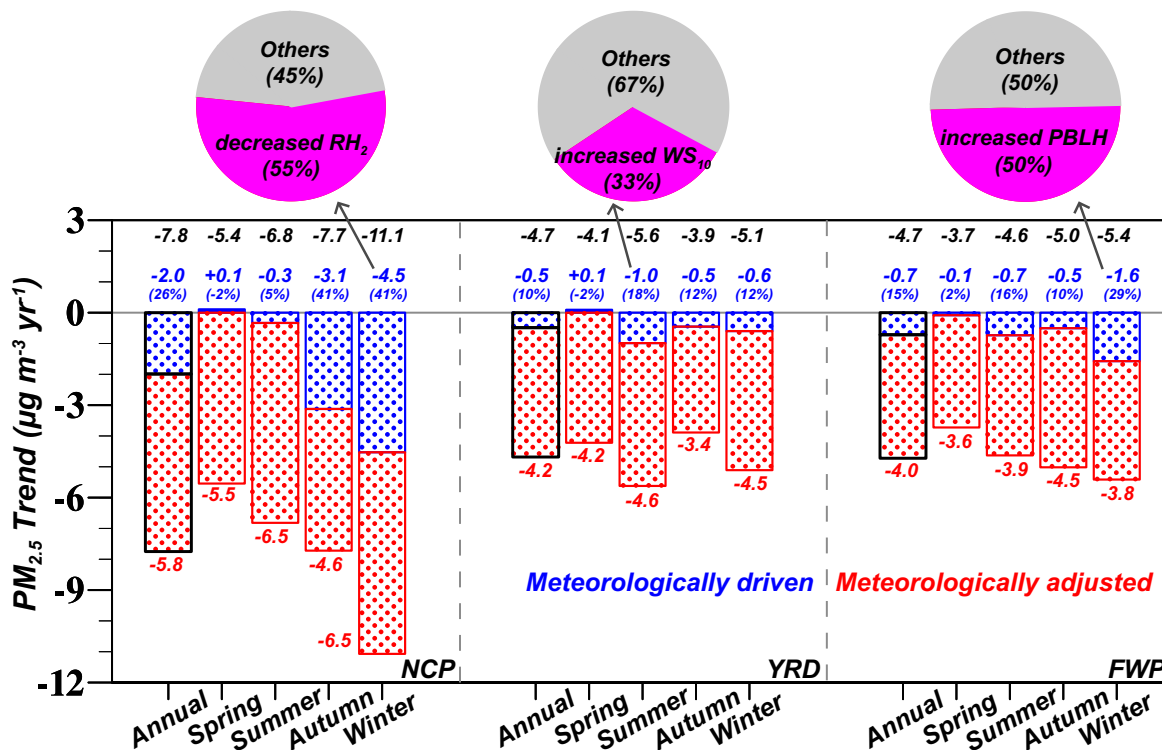 Others
(45%)
decreased RH2
(55%)
Others
(67%)
increased WS10
(33%)
Others
(50%)
increased PBLH
(50%)
PM2.5 Trend (µg m-3 yr-1)
3
0
-3
-6
-9
-12
-7.8 -5.4 -6.8 -7.7 -11.1
-2.0 +0.1 -0.3 -3.1 -4.5
(26%) (-2%) (5%) (41%) (41%)
-5.8
-5.5
-6.5
-4.6
-6.5
NCP
-4.7 -4.1 -5.6 -3.9 -5.1
-0.5 +0.1 -1.0 -0.5 -0.6
(10%) (-2%) (18%) (12%) (12%)
-4.2
-4.2
-4.6
-3.4
-4.5
Meteorologically driven
YRD
-4.7 -3.7 -4.6 -5.0 -5.4
-0.7 -0.1 -0.7 -0.5 -1.6
(15%) (2%) (16%) (10%) (29%)
-4.0
-3.6
-3.9
-4.5
-3.8
Meteorologically adjusted
FWP
Annual Spring Summer Autumn Winter
Annual Spring Summer Autumn Winter
Annual Spring Summer Autumn Winter